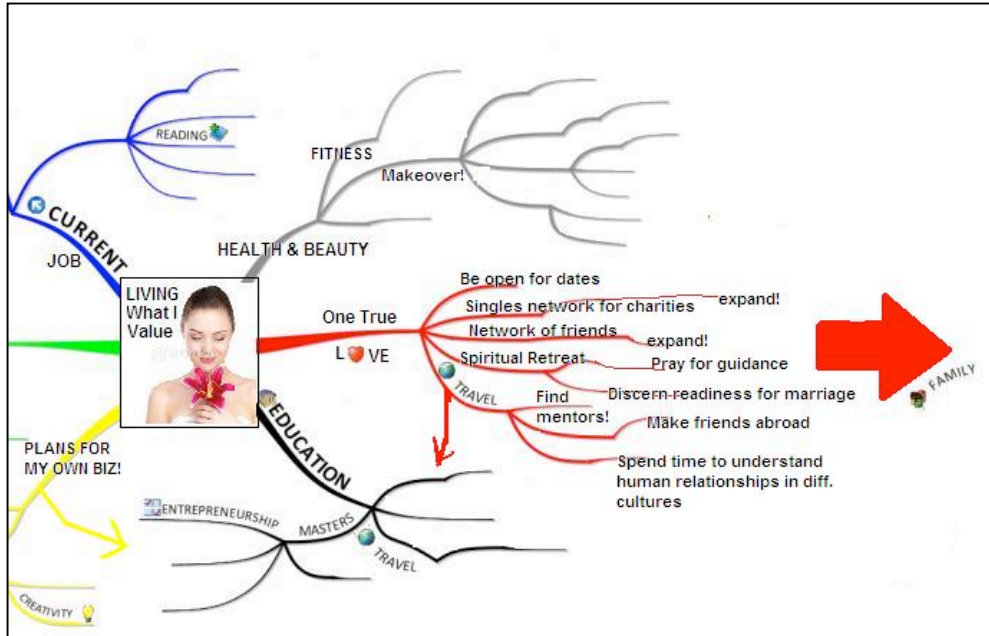 READING
FITNESS
Makeover!
CURRENT
JOB
HEALTH & BEAUTY
LIVING
What I
Value
One True
L VE
Be open for dates
Singles network for charities
expand!
Network of friends
expand!
Spiritual Retreat
Pray for guidance
TRAVEL
Discern readiness for marriage
Find
mentors!
Make friends abroad
Spend time to understand
human relationships in diff.
cultures
FAMILY
EDUCATION
PLANS FOR
MY OWN BIZ!
ENTREPRENEURSHIP
MASTERS
TRAVEL
CREATIVITY